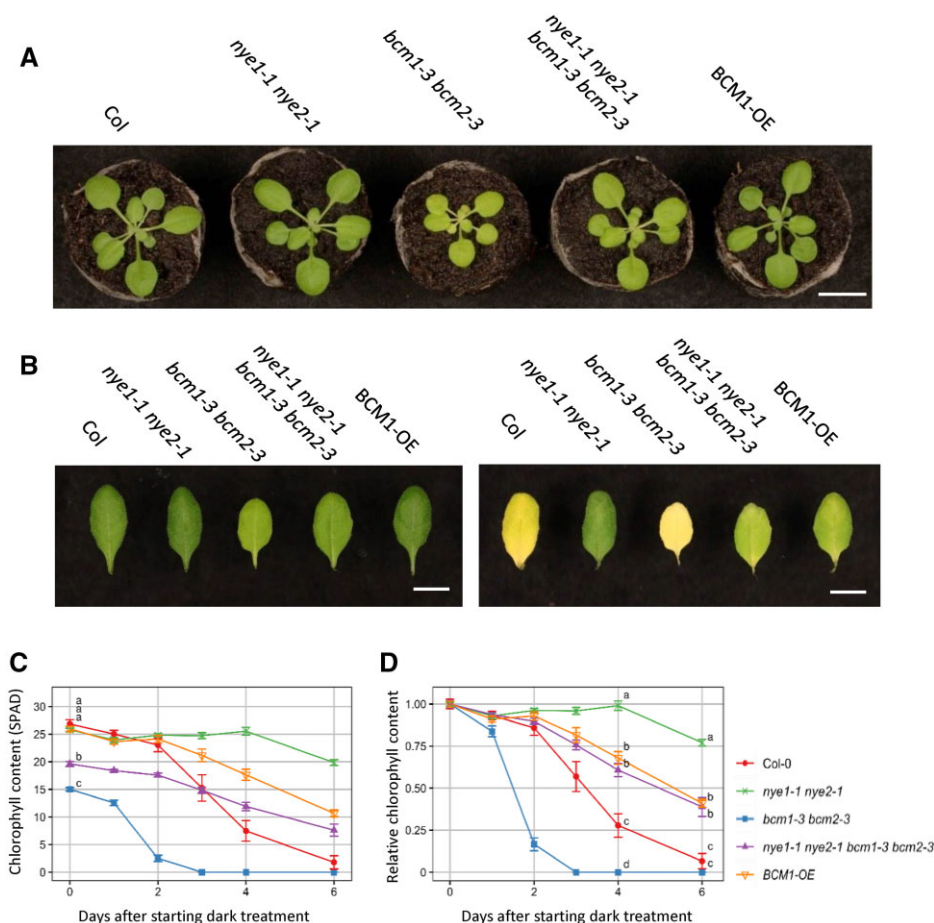 A
Col
nye1-1 nye2-1
bcm1-3 bcm2-3
nye1-1 nye2-1
bcm1-3 bcm2-3
BCM1-OE
B
Col
nye1-1 nye2-1
bcm1-3 bcm2-3
nye1-1 nye2-1
bcm1-3 bcm2-3
BCM1-OE
Col
nye1-1 nye2-1
bcm1-3 bcm2-3
nye1-1 nye2-1
bcm1-3 bcm2-3
BCM1-OE
C
Chlorophyll content (SPAD)
30
25
20
15
10
5
0
a
a
a
b
c
0
2
4
6
Days after starting dark treatment
D
Relative chlorophyll content
1.00
0.75
0.50
0.25
0
a
b
c
d
a
b
b
c
c
0
2
4
6
Days after starting dark treatment
Col-0
nye1-1 nye2-1
bcm1-3 bcm2-3
nye1-1 nye2-1 bcm1-3 bcm2-3
BCM1-OE